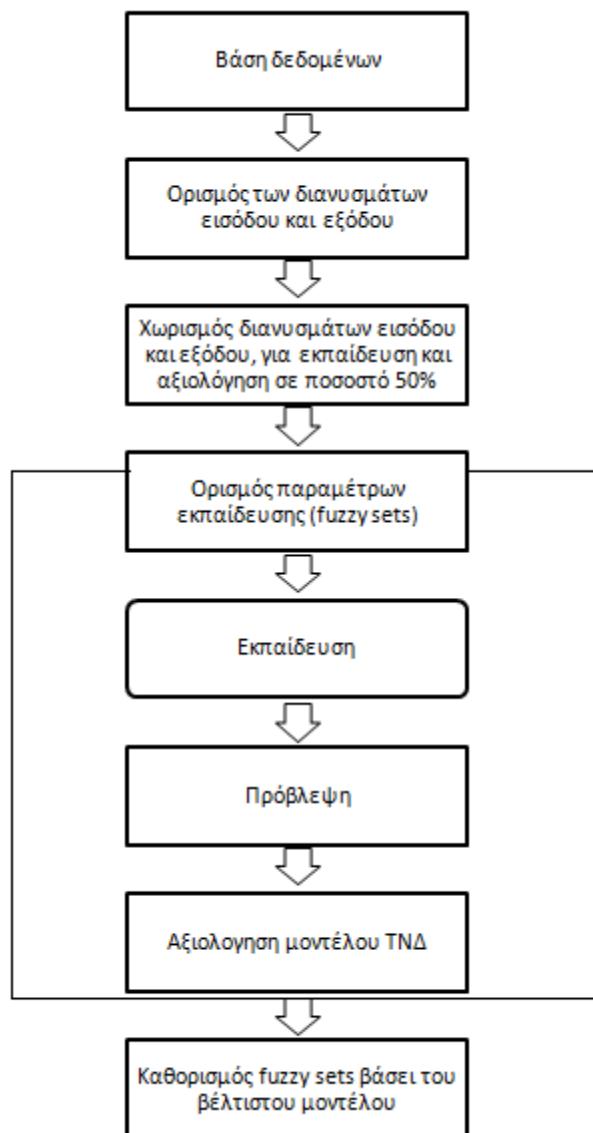 Βάση δεδομένων
Ορισμός των διανυσμάτων
εισόδου και εξόδου
Χωρισμός διανυσμάτων εισόδου
και εξόδου, για εκπαίδευση και
αξιολόγηση σε ποσοστό 50%
Ορισμός παραμέτρων
εκπαίδευσης (fuzzy sets)
Εκπαίδευση
Πρόβλεψη
Αξιολογηση μοντέλου ΤΝΔ
Καθορισμός fuzzy sets βάσει του
βέλτιστου μοντέλου